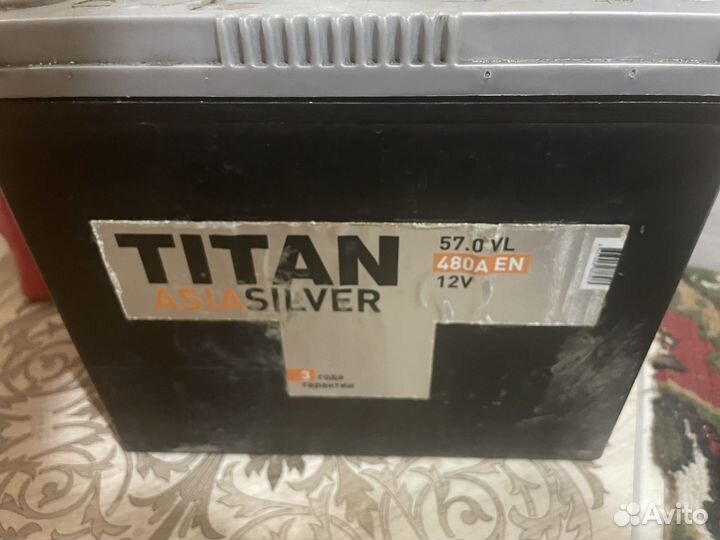 TITAN
ASIASILVER
57.0 VL
480A EN
12V
3 года
гарантии
Avito